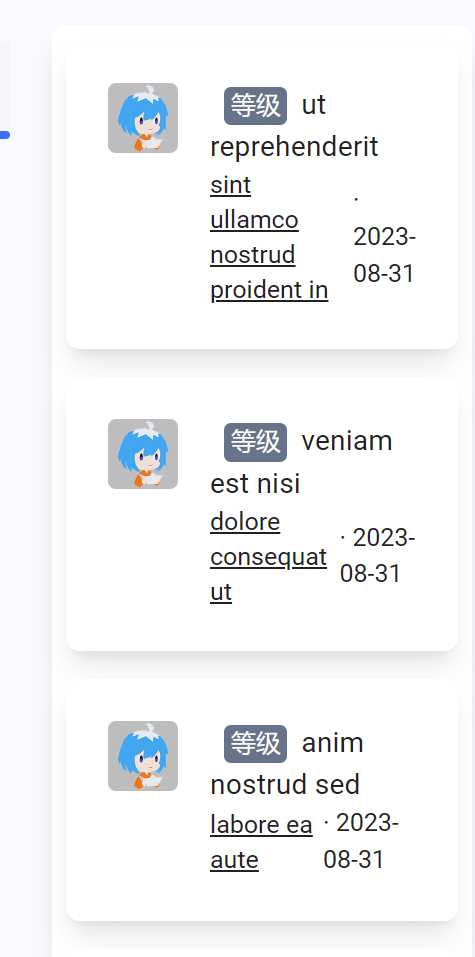 等级 ut
reprehenderit
sint
ullamco
nostrud
proident in
·
2023-
08-31
等级 veniam
est nisi
dolore
consequat
ut
· 2023-
08-31
等级 anim
nostrud sed
labore ea
aute
· 2023-
08-31